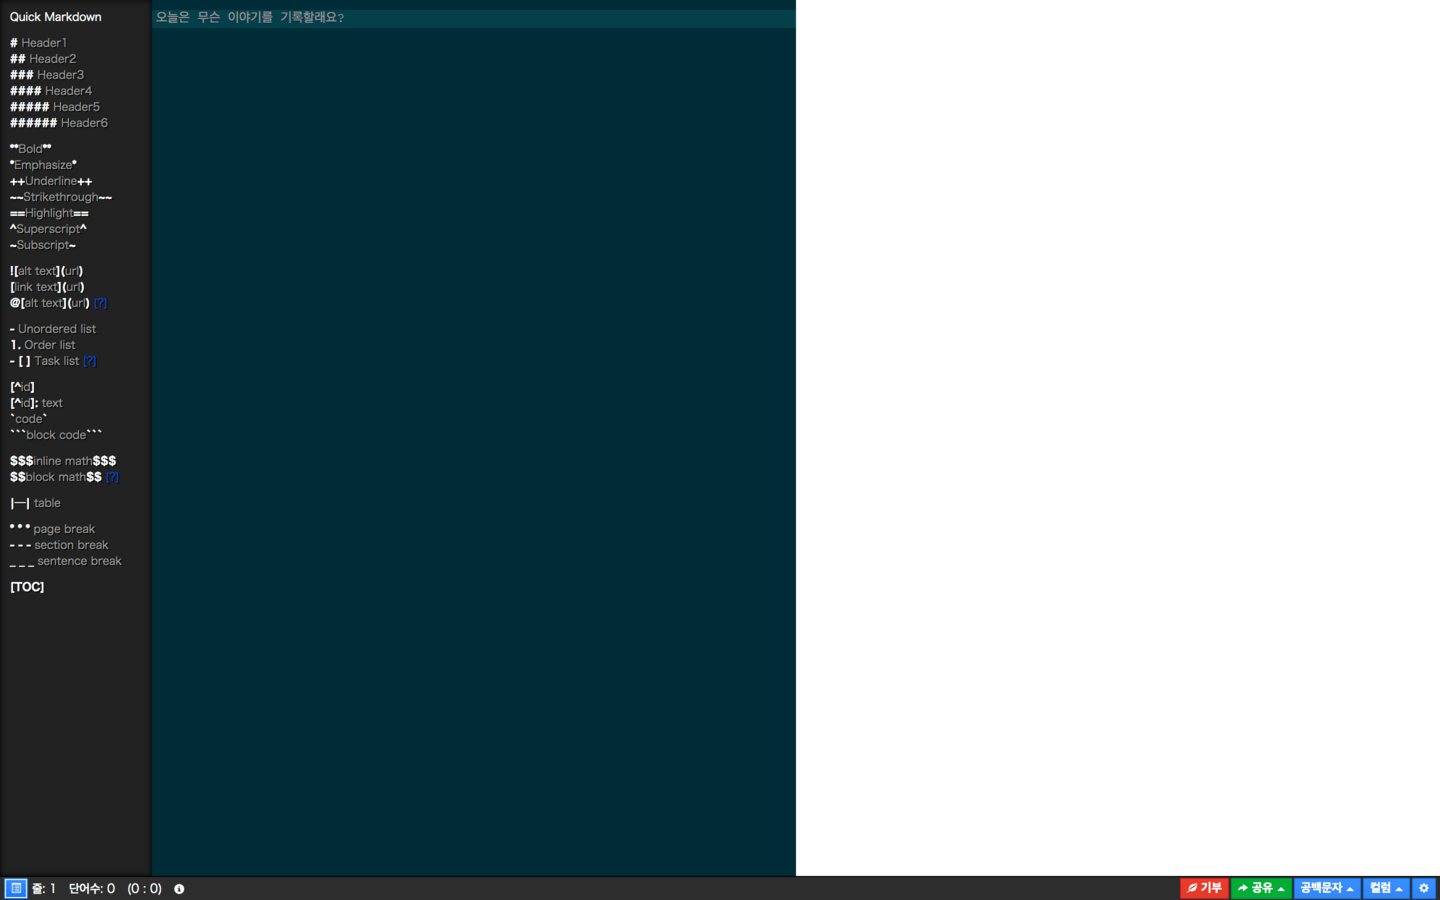 Quick Markdown
# Header1
## Header2
### Header3
#### Header4
##### Header5
###### Header6
**Bold**
*Emphasize*
++Underline++
~~Strikethrough~~
==Highlight==
^Superscript^
~Subscript~
![alt text](url)
[link text](url)
@[alt text](url) [?]
- Unordered list
1. Order list
- [ ] Task list [?]
[^id]
[^id]: text
`code`
```block code```
$$$inline math$$$
$$block math$$ [?]
|—| table
* * * page break
- - - section break
_ _ _ sentence break
[TOC]
오늘은 무슨 이야기를 기록할래요?
줄: 1 단어수: 0 (0 : 0) 기부 공유 공백문자 컬럼